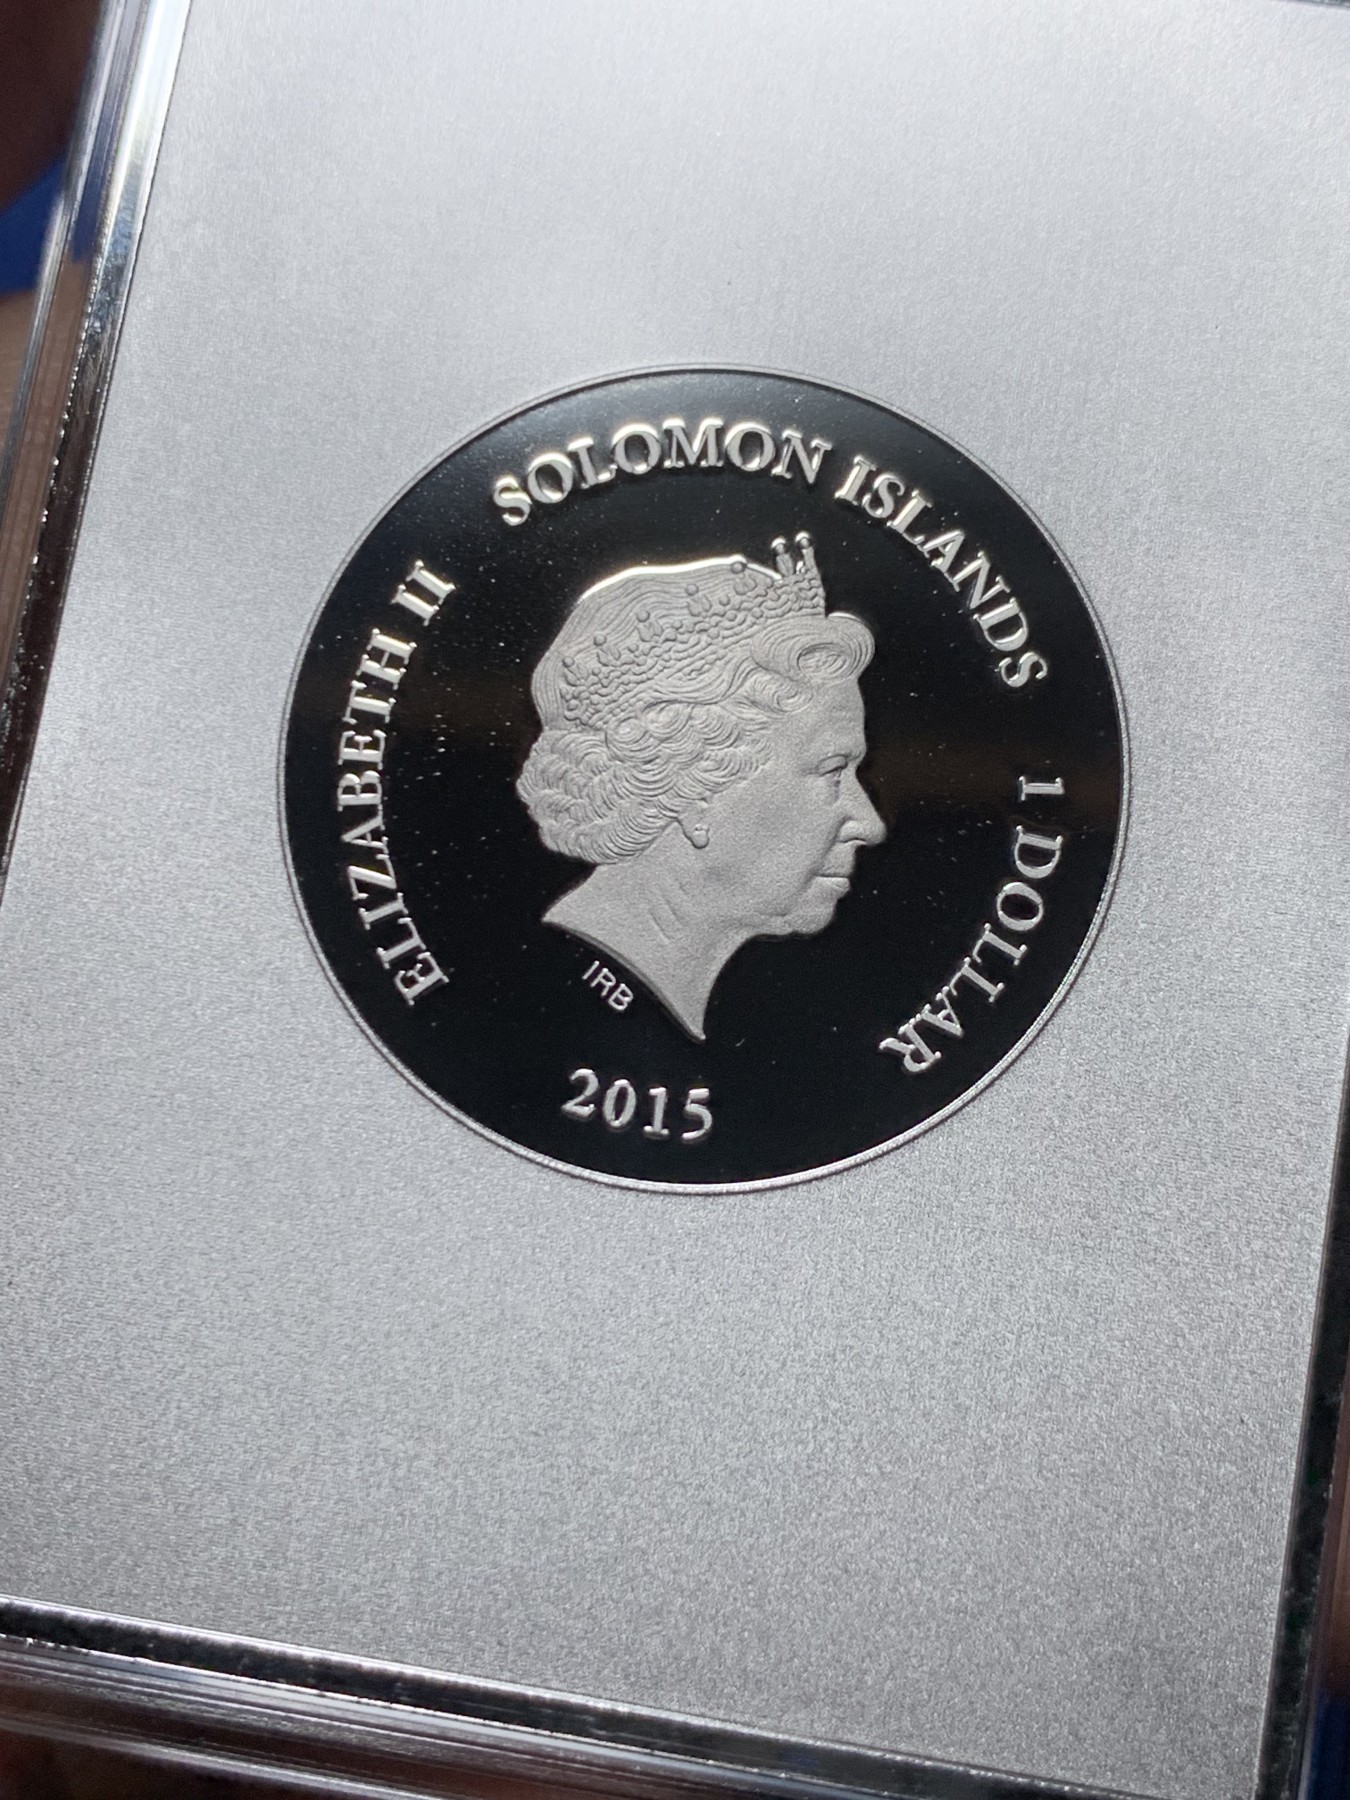 ELIZABETH II
SOLOMON ISLANDS
1 DOLLAR
IRB
2015